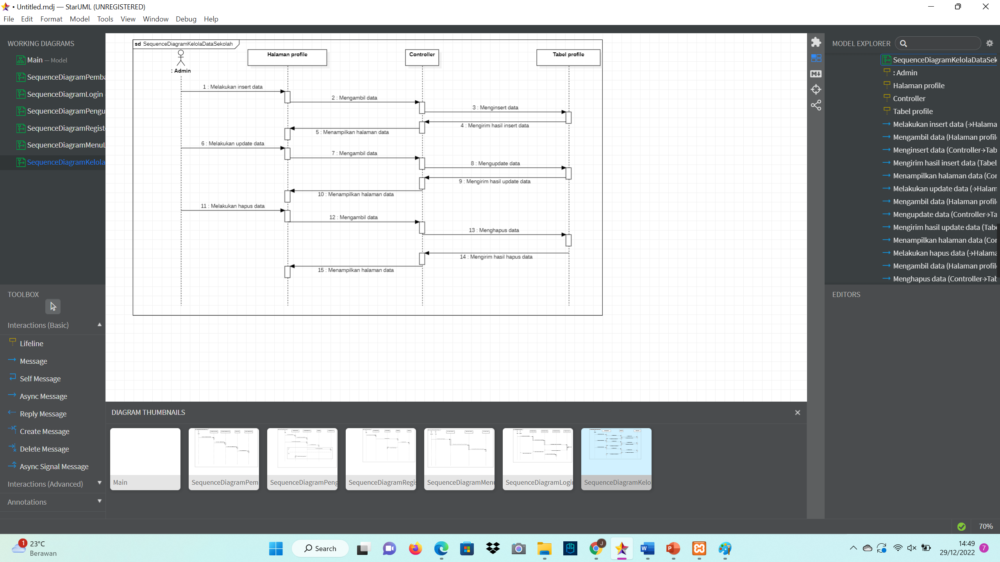 • Untitled.mdj — StarUML (UNREGISTERED)
File Edit Format Model Tools View Window Debug Help
WORKING DIAGRAMS
Main — Model
SequenceDiagramPemba
SequenceDiagramLogin
SequenceDiagramPengu
SequenceDiagramRegist
SequenceDiagramMenuL
SequenceDiagramKelola
TOOLBOX
Interactions (Basic)
Lifeline
Message
Self Message
Async Message
Reply Message
Create Message
Delete Message
Async Signal Message
Interactions (Advanced)
Annotations
sd SequenceDiagramKelolaDataSekolah
: Admin
Halaman profile
Controller
Tabel profile
1 : Melakukan insert data
2 : Mengambil data
3 : Menginsert data
4 : Mengirim hasil insert data
5 : Menampilkan halaman data
6 : Melakukan update data
7 : Mengambil data
8 : Mengupdate data
9 : Mengirim hasil update data
10 : Menampilkan halaman data
11 : Melakukan hapus data
12 : Mengambil data
13 : Menghapus data
14 : Mengirim hasil hapus data
15 : Menampilkan halaman data
DIAGRAM THUMBNAILS
Main
SequenceDiagramPem
SequenceDiagramPeng
SequenceDiagramRegi
SequenceDiagramMenu
SequenceDiagramLogi
SequenceDiagramKelo
MODEL EXPLORER
SequenceDiagramKelolaDataSek
: Admin
Halaman profile
Controller
Tabel profile
Melakukan insert data (→Halama
Mengambil data (Halaman profil
Menginsert data (Controller→Tab
Mengirim hasil insert data (Tabel
Menampilkan halaman data (Cor
Melakukan update data (→Halam
Mengambil data (Halaman profil
Mengupdate data (Controller→Ta
Mengirim hasil update data (Tabe
Menampilkan halaman data (Cor
Melakukan hapus data (→Halama
Mengambil data (Halaman profil
Menghapus data (Controller→Tab
EDITORS
70%
1
23°C
Berawan
Search
J
14:49
29/12/2022
7